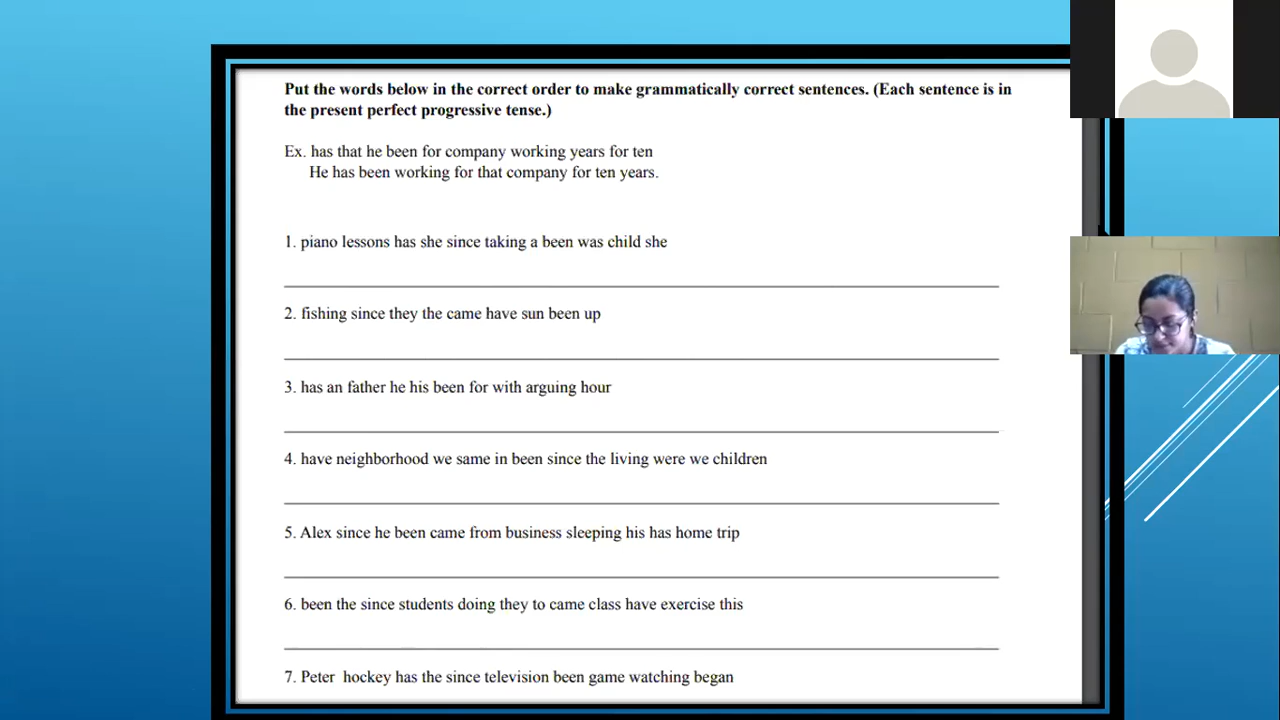 Put the words below in the correct order to make grammatically correct sentences. (Each sentence is in
the present perfect progressive tense.)
Ex. has that he been for company working years for ten
He has been working for that company for ten years.
1. piano lessons has she since taking a been was child she
2. fishing since they the came have sun been up
3. has an father he his been for with arguing hour
4. have neighborhood we same in been since the living were we children
5. Alex since he been came from business sleeping his has home trip
6. been the since students doing they to came class have exercise this
7. Peter hockey has the since television been game watching began